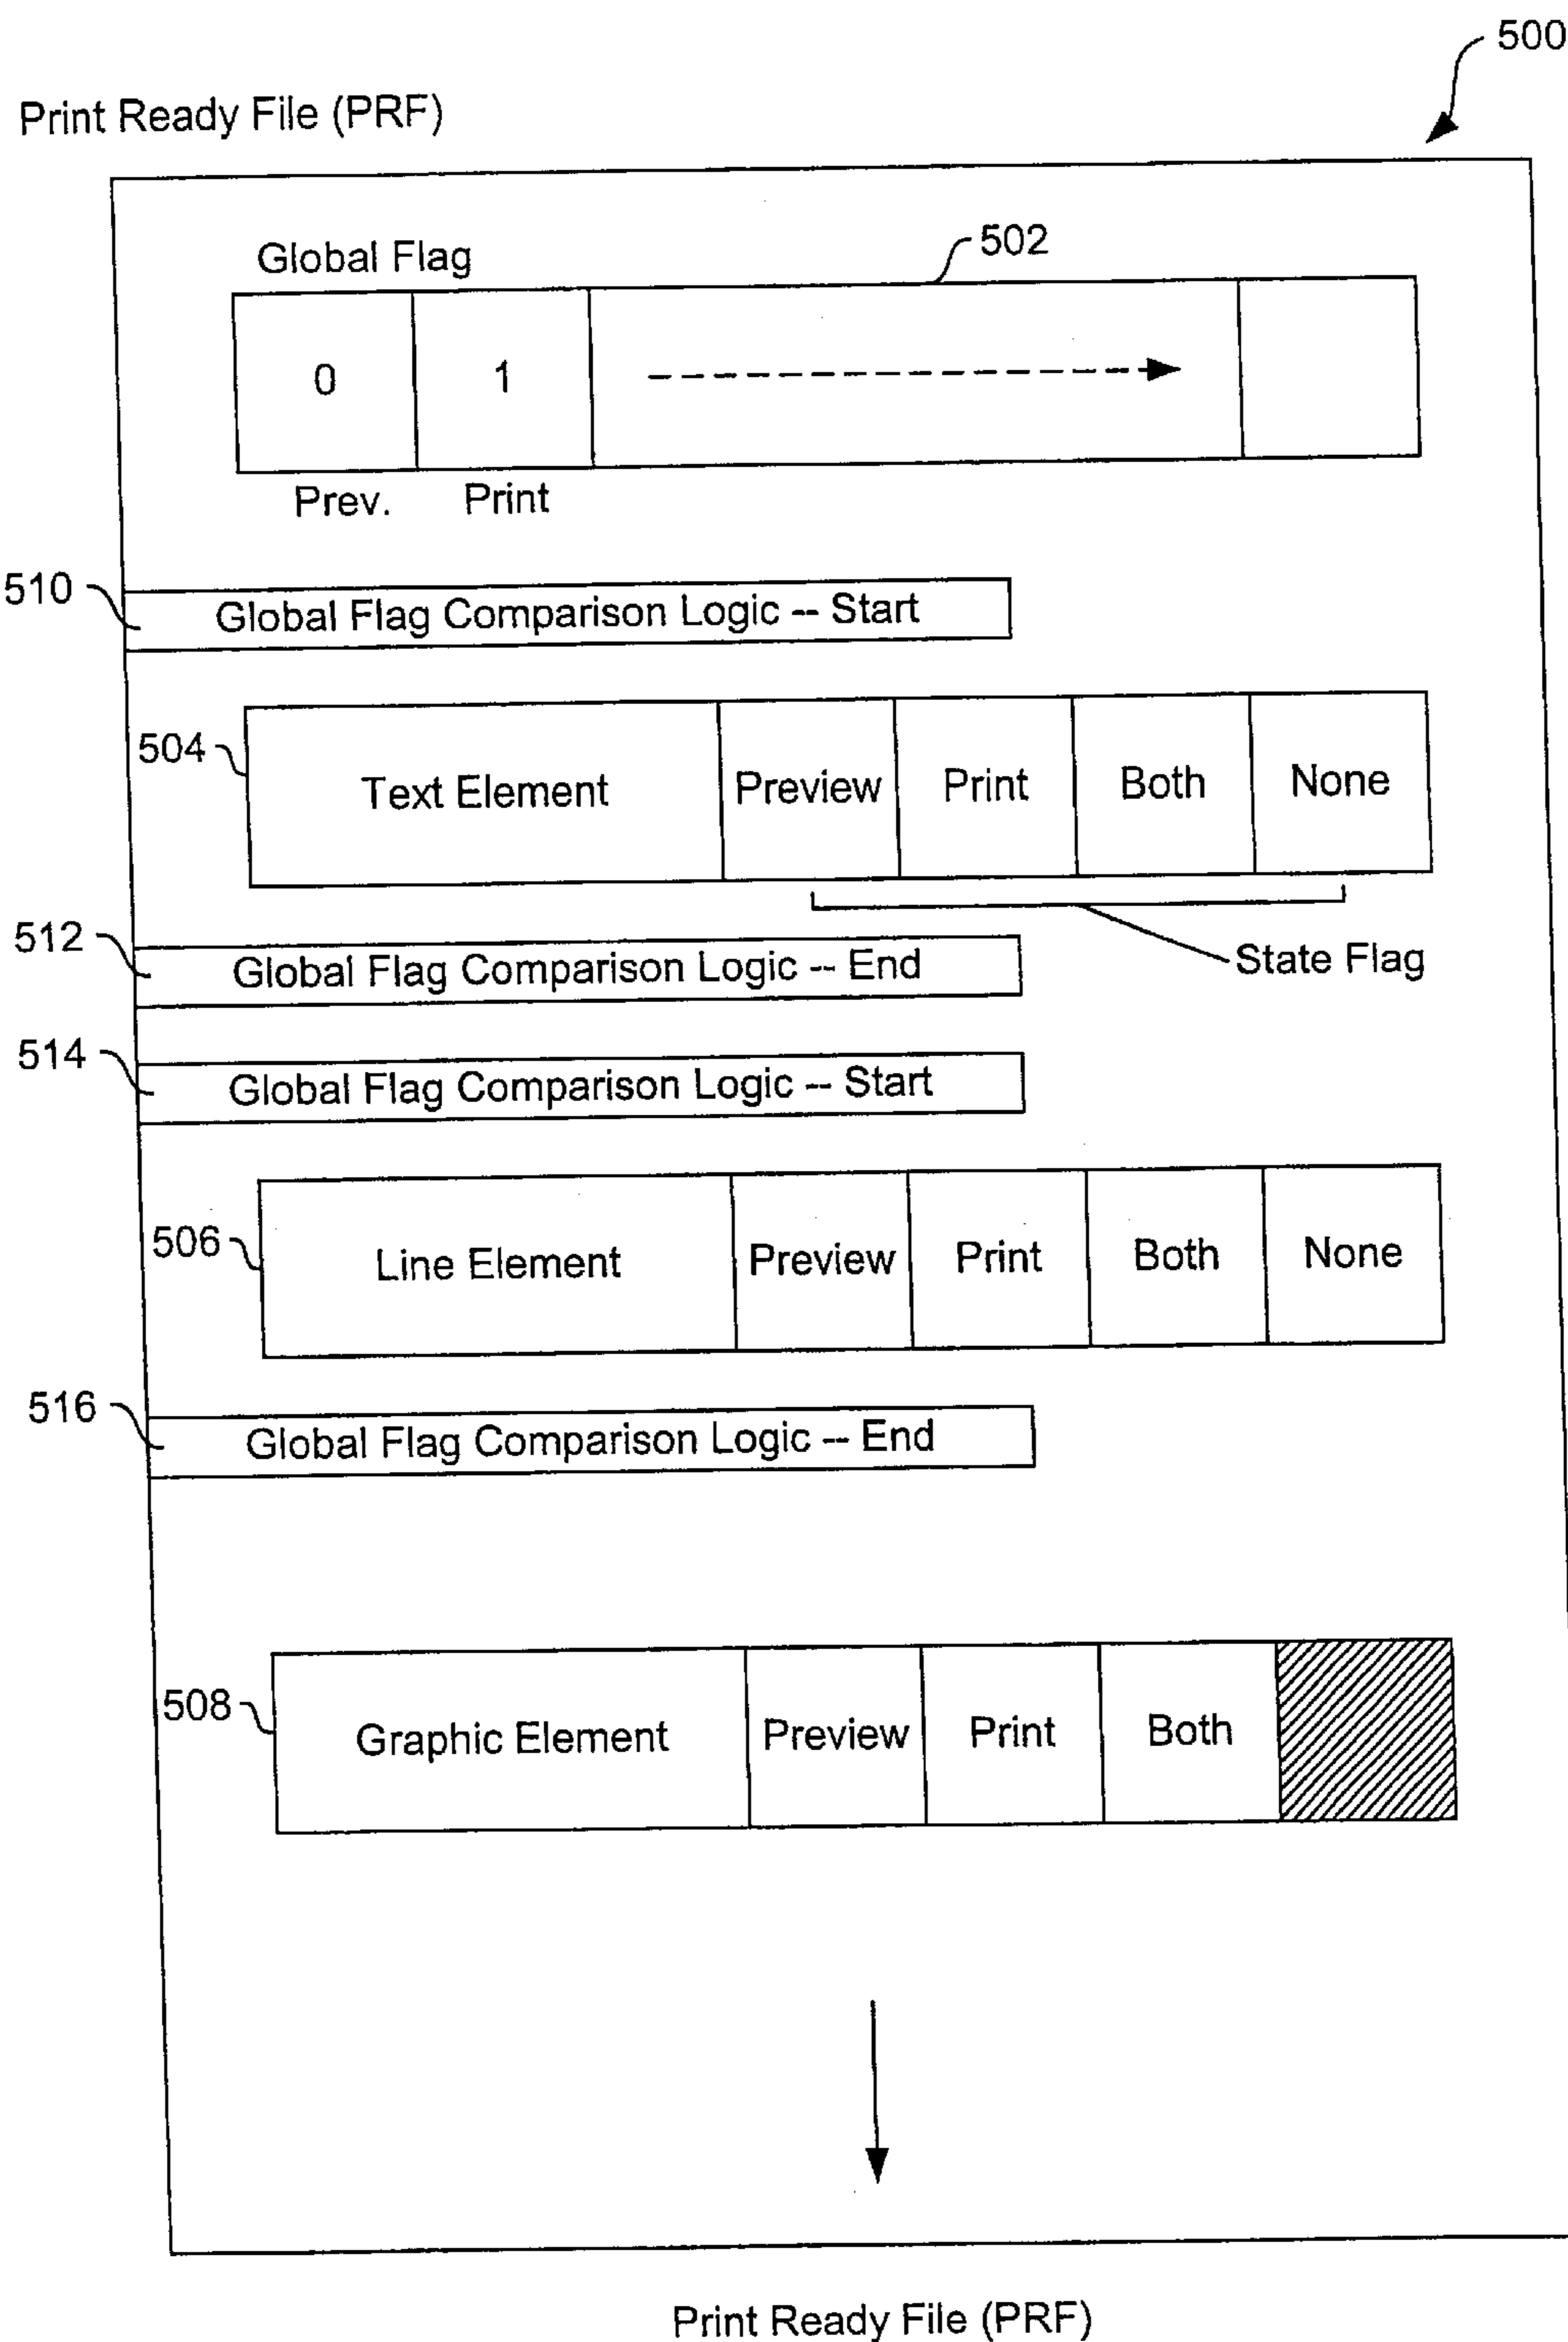 500
Print Ready File (PRF)
Global Flag
502
0 1
Prev. Print
510
Global Flag Comparison Logic -- Start
504
Text Element Preview Print Both None
State Flag
512
Global Flag Comparison Logic -- End
514
Global Flag Comparison Logic -- Start
506
Line Element Preview Print Both None
516
Global Flag Comparison Logic -- End
508
Graphic Element Preview Print Both
Print Ready File (PRF)